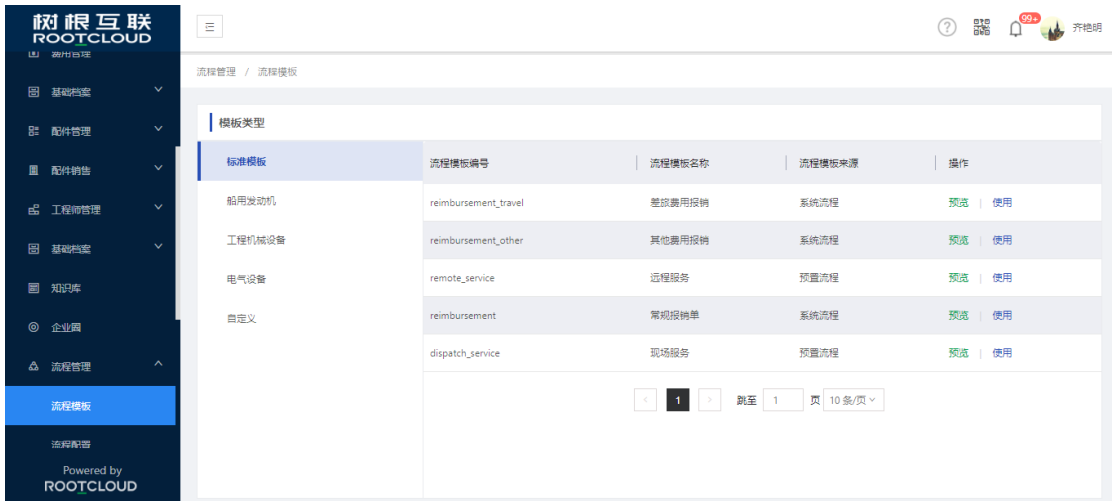 树根互联
ROOTCLOUD
费用管理
基础档案
配件管理
配件销售
工程师管理
基础档案
知识库
企业圈
流程管理
流程模板
流程配置
Powered by
ROOTCLOUD
99+
齐艳明
流程管理 / 流程模板
模板类型
标准模板
船用发动机
工程机械设备
电气设备
自定义
流程模板编号 流程模板名称 流程模板来源 操作
reimbursement_travel 差旅费用报销 系统流程 预览 使用
reimbursement_other 其他费用报销 系统流程 预览 使用
remote_service 远程服务 预置流程 预览 使用
reimbursement 常规报销单 系统流程 预览 使用
dispatch_service 现场服务 预置流程 预览 使用
< 1 > 跳至 1 页 10 条/页